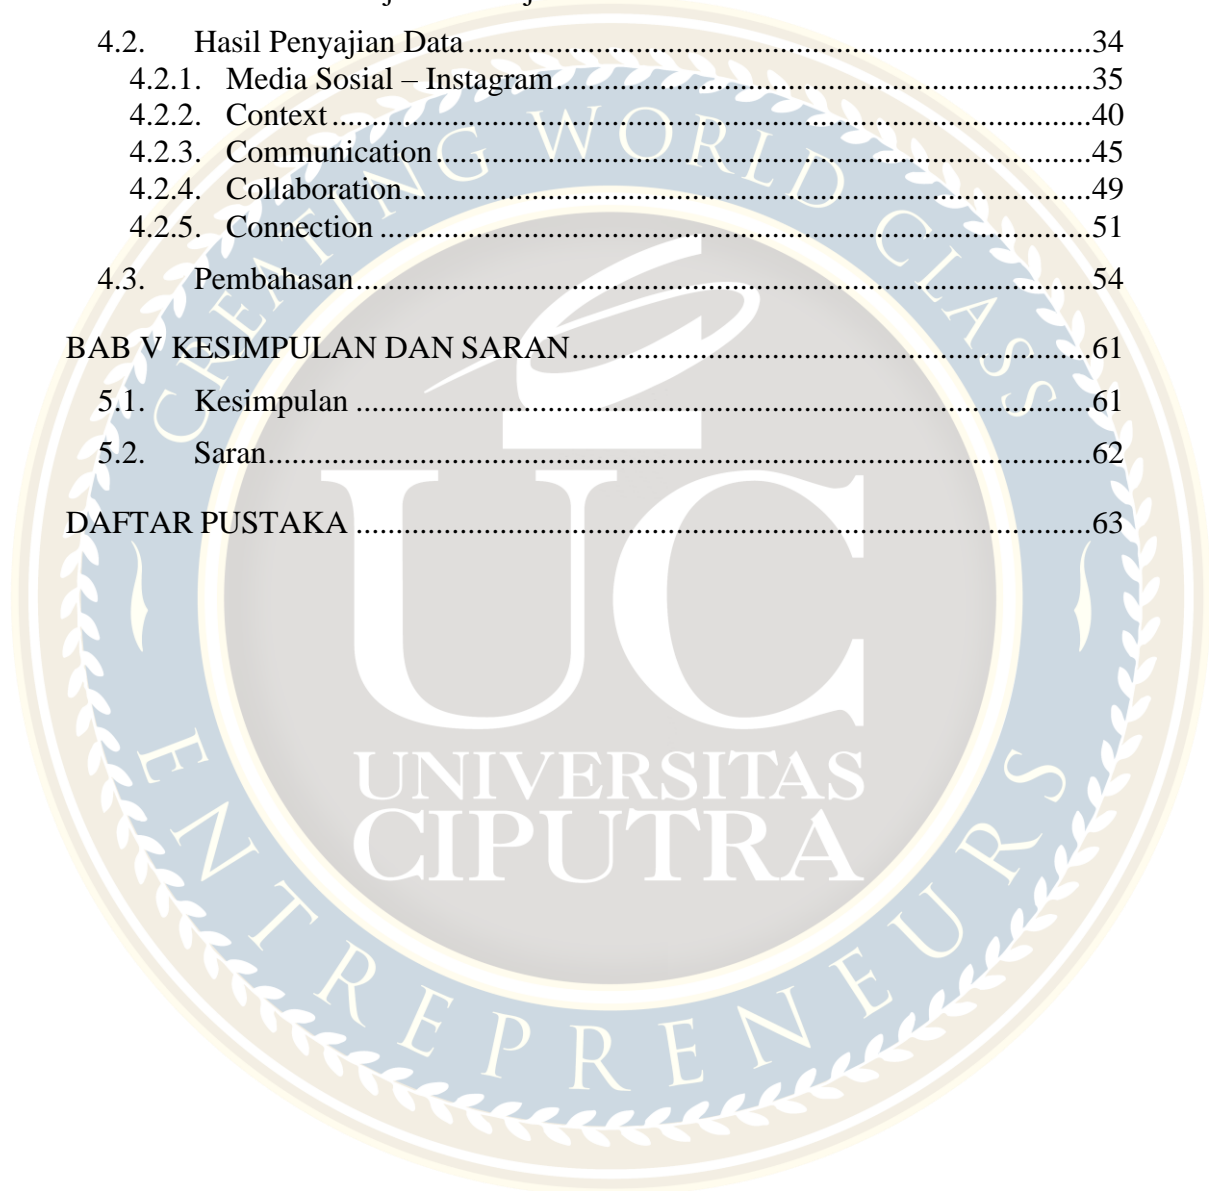 4.2. Hasil Penyajian Data....................34
4.2.1. Media Sosial – Instagram....................35
4.2.2. Context....................40
4.2.3. Communication....................45
4.2.4. Collaboration....................49
4.2.5. Connection....................51
4.3. Pembahasan....................54
BAB V KESIMPULAN DAN SARAN....................61
5.1. Kesimpulan....................61
5.2. Saran....................62
DAFTAR PUSTAKA....................63
CREATING WORLD CLASS
UC
UNIVERSITAS
CIPUTRA
ENTREPRENEURS